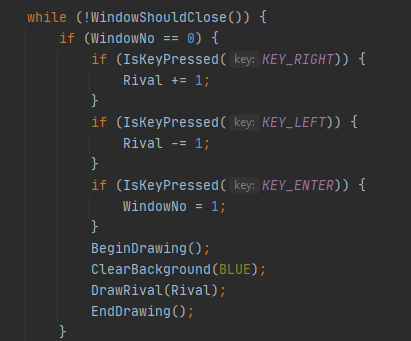 while (!WindowShouldClose()) {
if (WindowNo == 0) {
if (IsKeyPressed( key: KEY_RIGHT)) {
Rival += 1;
}
if (IsKeyPressed( key: KEY_LEFT)) {
Rival -= 1;
}
if (IsKeyPressed( key: KEY_ENTER)) {
WindowNo = 1;
}
BeginDrawing();
ClearBackground(BLUE);
DrawRival(Rival);
EndDrawing();
}